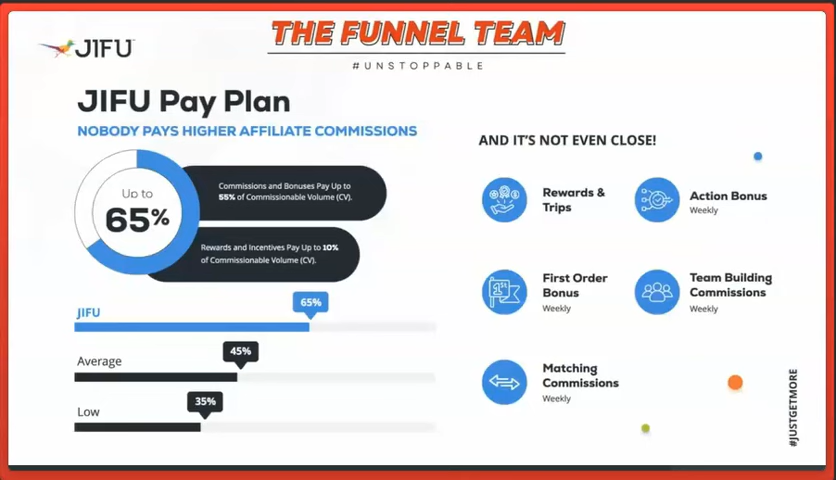 JIFU
THE FUNNEL TEAM
#UNSTOPPABLE
JIFU Pay Plan
NOBODY PAYS HIGHER AFFILIATE COMMISSIONS
Up to
65%
Commissions and Bonuses Pay Up to
55% of Commissionable Volume (CV).
Rewards and Incentives Pay Up to 10%
of Commissionable Volume (CV).
JIFU
65%
Average
45%
Low
35%
AND IT'S NOT EVEN CLOSE!
Rewards &
Trips
Action Bonus
Weekly
1ST
First Order
Bonus
Weekly
Team Building
Commissions
Weekly
Matching
Commissions
Weekly
#JUSTGETMORE